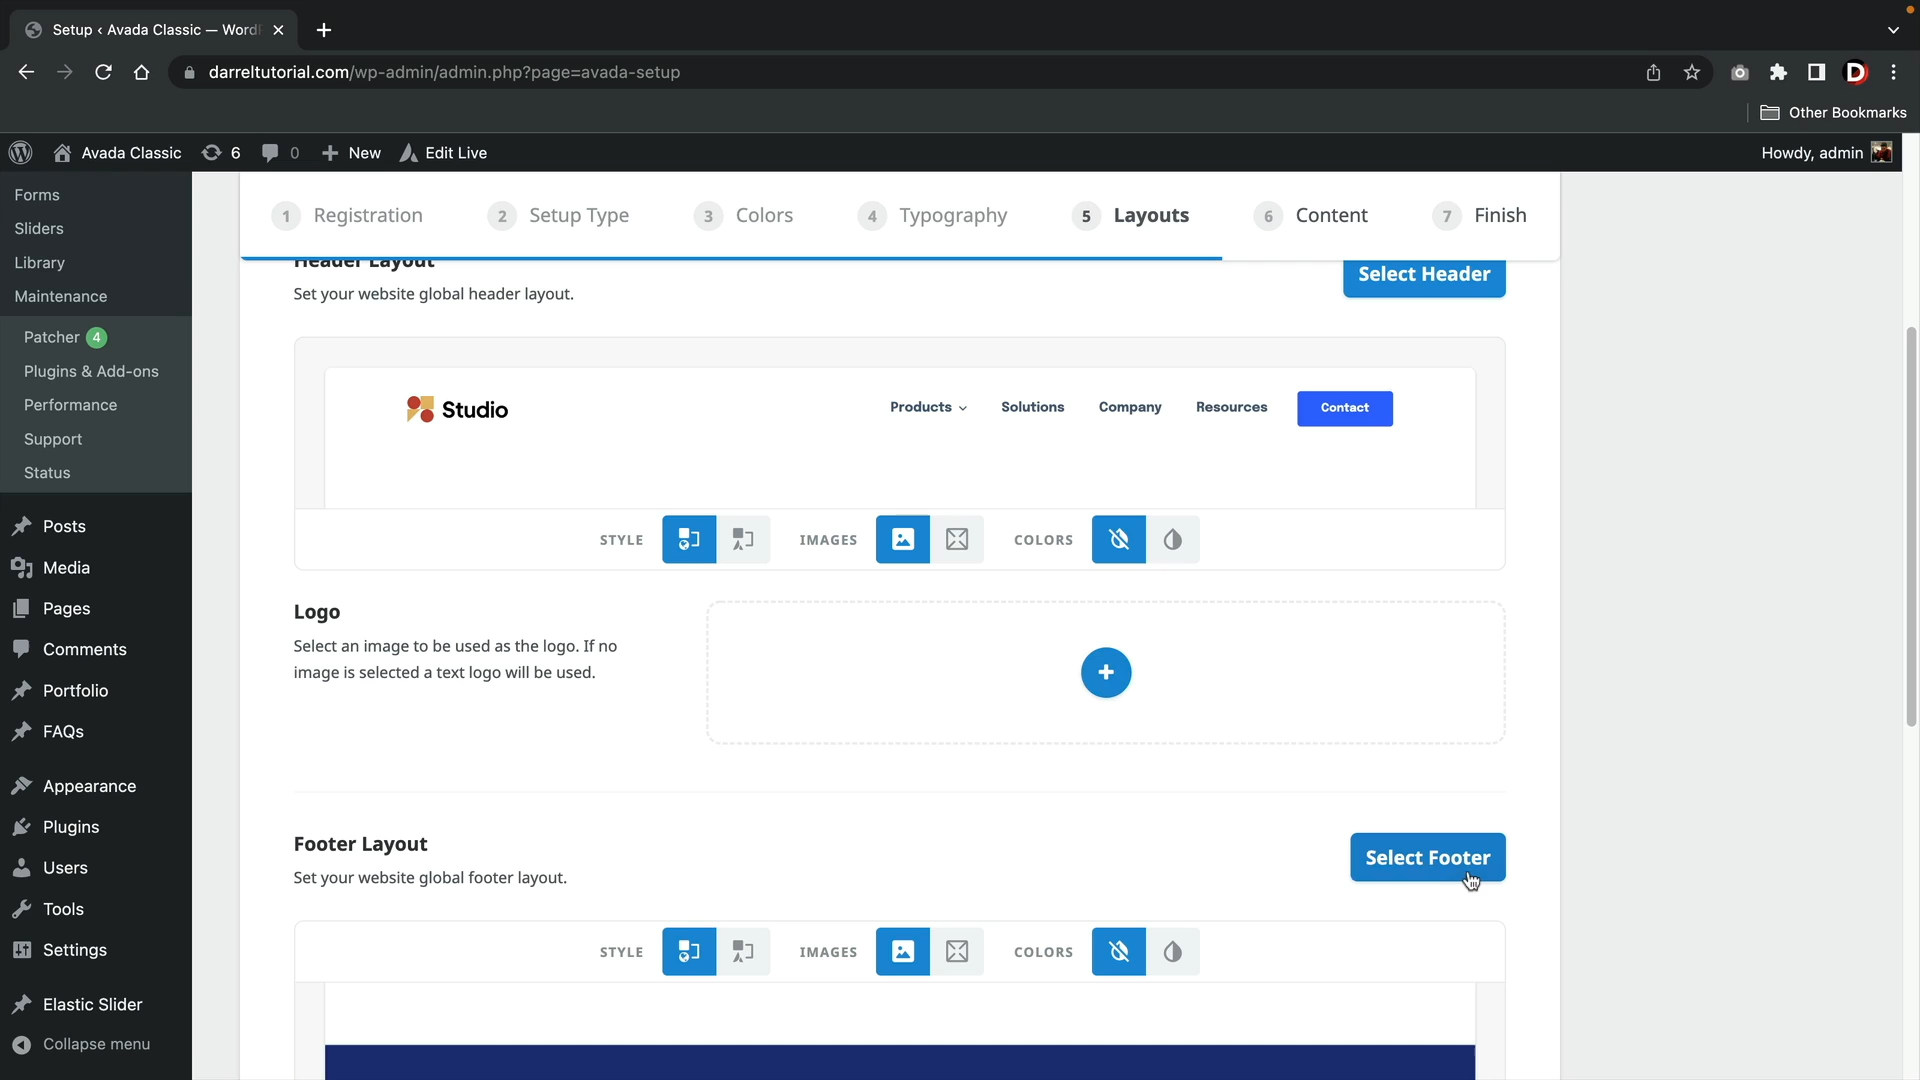 Setup ‹ Avada Classic — WordP
darreltutorial.com/wp-admin/admin.php?page=avada-setup
Other Bookmarks
Avada Classic 6 0 New Edit Live Howdy, admin
Forms
Sliders
Library
Maintenance
Patcher 4
Plugins & Add-ons
Performance
Support
Status
Posts
Media
Pages
Comments
Portfolio
FAQs
Appearance
Plugins
Users
Tools
Settings
Elastic Slider
Collapse menu
1 Registration 2 Setup Type 3 Colors 4 Typography 5 Layouts 6 Content 7 Finish
Header Layout
Set your website global header layout.
Select Header
Studio
Products Solutions Company Resources Contact
STYLE IMAGES COLORS
Logo
Select an image to be used as the logo. If no
image is selected a text logo will be used.
Footer Layout
Set your website global footer layout.
Select Footer
STYLE IMAGES COLORS